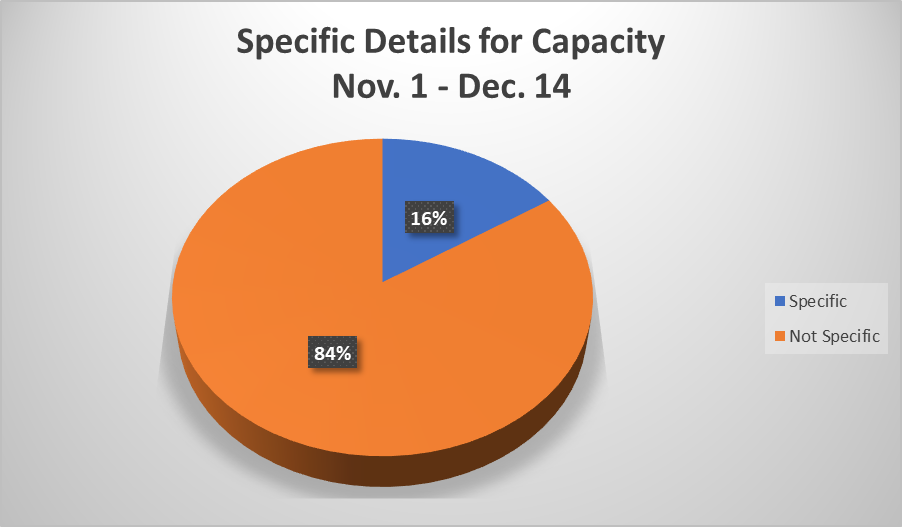 Specific Details for Capacity
Nov. 1 - Dec. 14
16%
84%
Specific
Not Specific